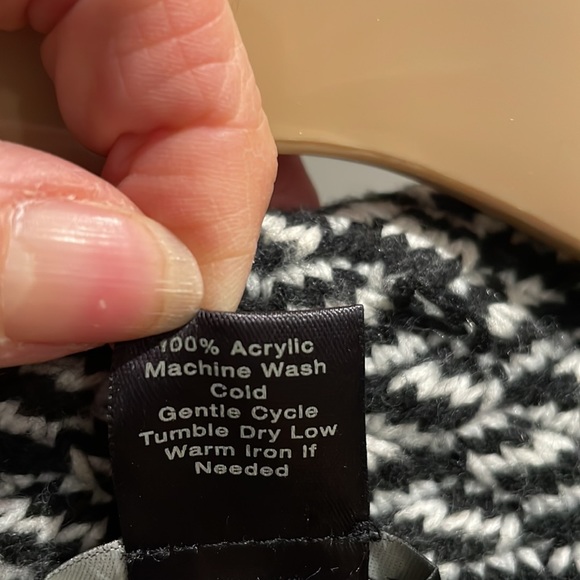 100% Acrylic
Machine Wash
Cold
Gentle Cycle
Tumble Dry Low
Warm Iron If
Needed